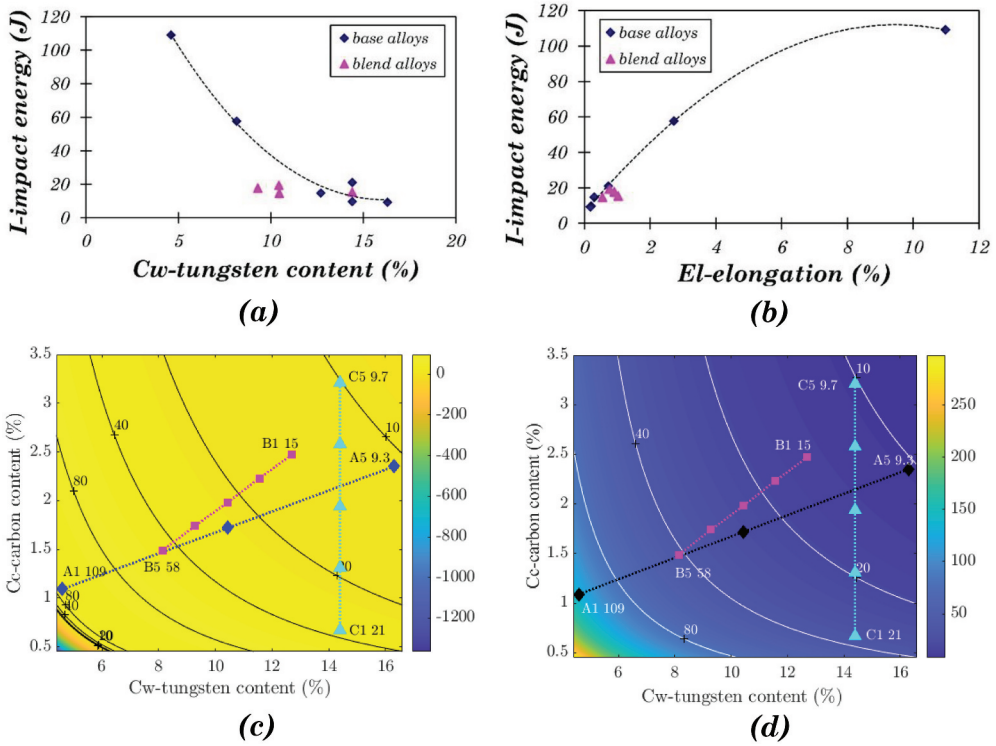 I-impact energy (J)
120
100
80
60
40
20
0
0
5
10
15
20
base alloys
blend alloys
Cw-tungsten content (%)
(a)
I-impact energy (J)
120
100
80
60
40
20
0
0
2
4
6
8
10
12
base alloys
blend alloys
El-elongation (%)
(b)
Cc-carbon content (%)
3.5
3
2.5
2
1.5
1
0.5
6
8
10
12
14
16
C5 9.7
10
40
B1 15
A5 9.3
80
B5 58
A1 109
20
80
40
20
C1 21
0
-200
-400
-600
-800
-1000
-1200
Cw-tungsten content (%)
(c)
Cc-carbon content (%)
3.5
3
2.5
2
1.5
1
0.5
6
8
10
12
14
16
10
C5 9.7
40
B1 15
A5 9.3
B5 58
20
A1 109
80
C1 21
250
200
150
100
50
Cw-tungsten content (%)
(d)